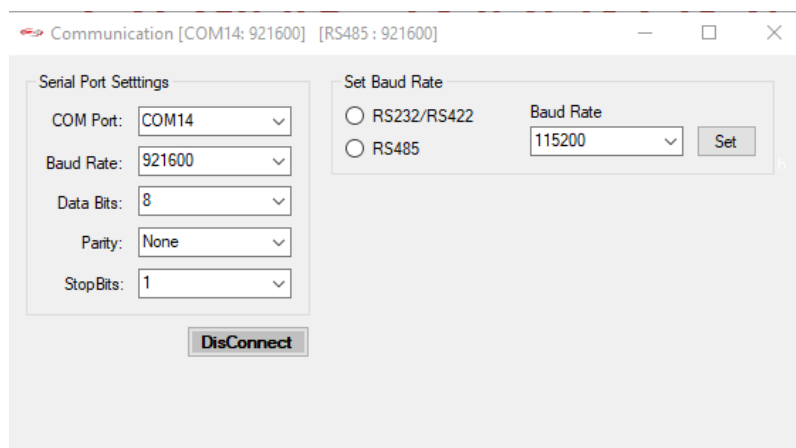 Communication [COM14: 921600] [RS485 : 921600]
Serial Port Setttings
COM Port: COM14
Baud Rate: 921600
Data Bits: 8
Parity: None
StopBits: 1
DisConnect
Set Baud Rate
RS232/RS422
RS485
Baud Rate
115200
Set